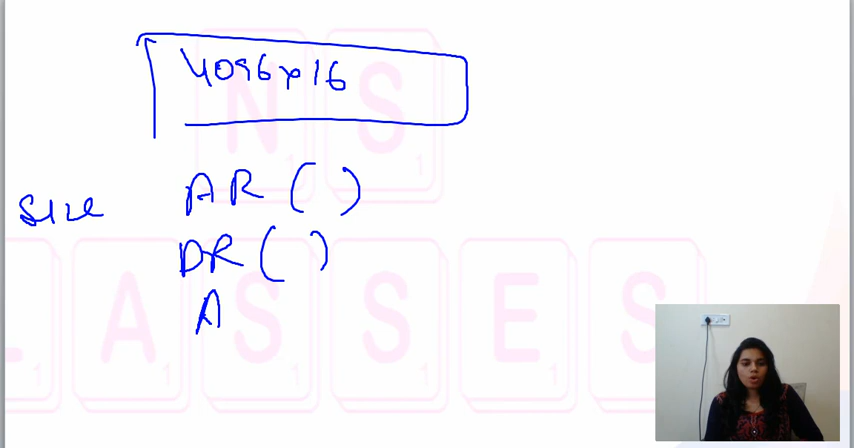 4096x16
Size AR ( )
DR ( )
A
N S
L A S S E S